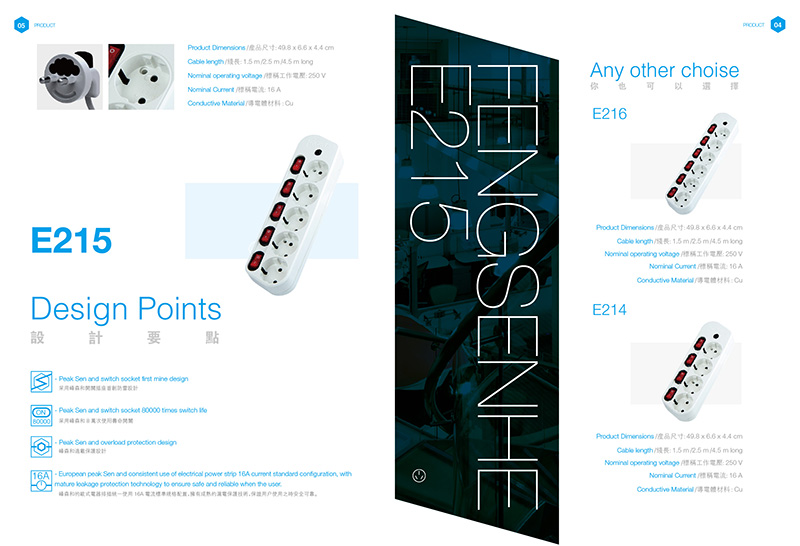 05 PRODUCT
Product Dimensions /產品尺寸: 49.8 x 6.6 x 4.4 cm
Cable length /綫長: 1.5 m /2.5 m /4.5 m long
Nominal operating voltage /標稱工作電壓: 250 V
Nominal Current /標稱電流: 16 A
Conductive Material /導電體材料 : Cu
E215
Design Points
設計要點
- Peak Sen and switch socket first mine design
ON
80000
- Peak Sen and switch socket 80000 times switch life
- Peak Sen and overload protection design
16A
- European peak Sen and consistent use of electrical power strip 16A current standard configuration, with
mature leakage protection technology to ensure safe and reliable when the user.
FENGSENHE
E215
PRODUCT 04
Any other choise
你也可以選擇
E216
Product Dimensions /產品尺寸: 49.8 x 6.6 x 4.4 cm
Cable length /綫長: 1.5 m /2.5 m /4.5 m long
Nominal operating voltage /標稱工作電壓: 250 V
Nominal Current /標稱電流: 16 A
Conductive Material /導電體材料 : Cu
E214
Product Dimensions /產品尺寸: 49.8 x 6.6 x 4.4 cm
Cable length /綫長: 1.5 m /2.5 m /4.5 m long
Nominal operating voltage /標稱工作電壓: 250 V
Nominal Current /標稱電流: 16 A
Conductive Material /導電體材料 : Cu